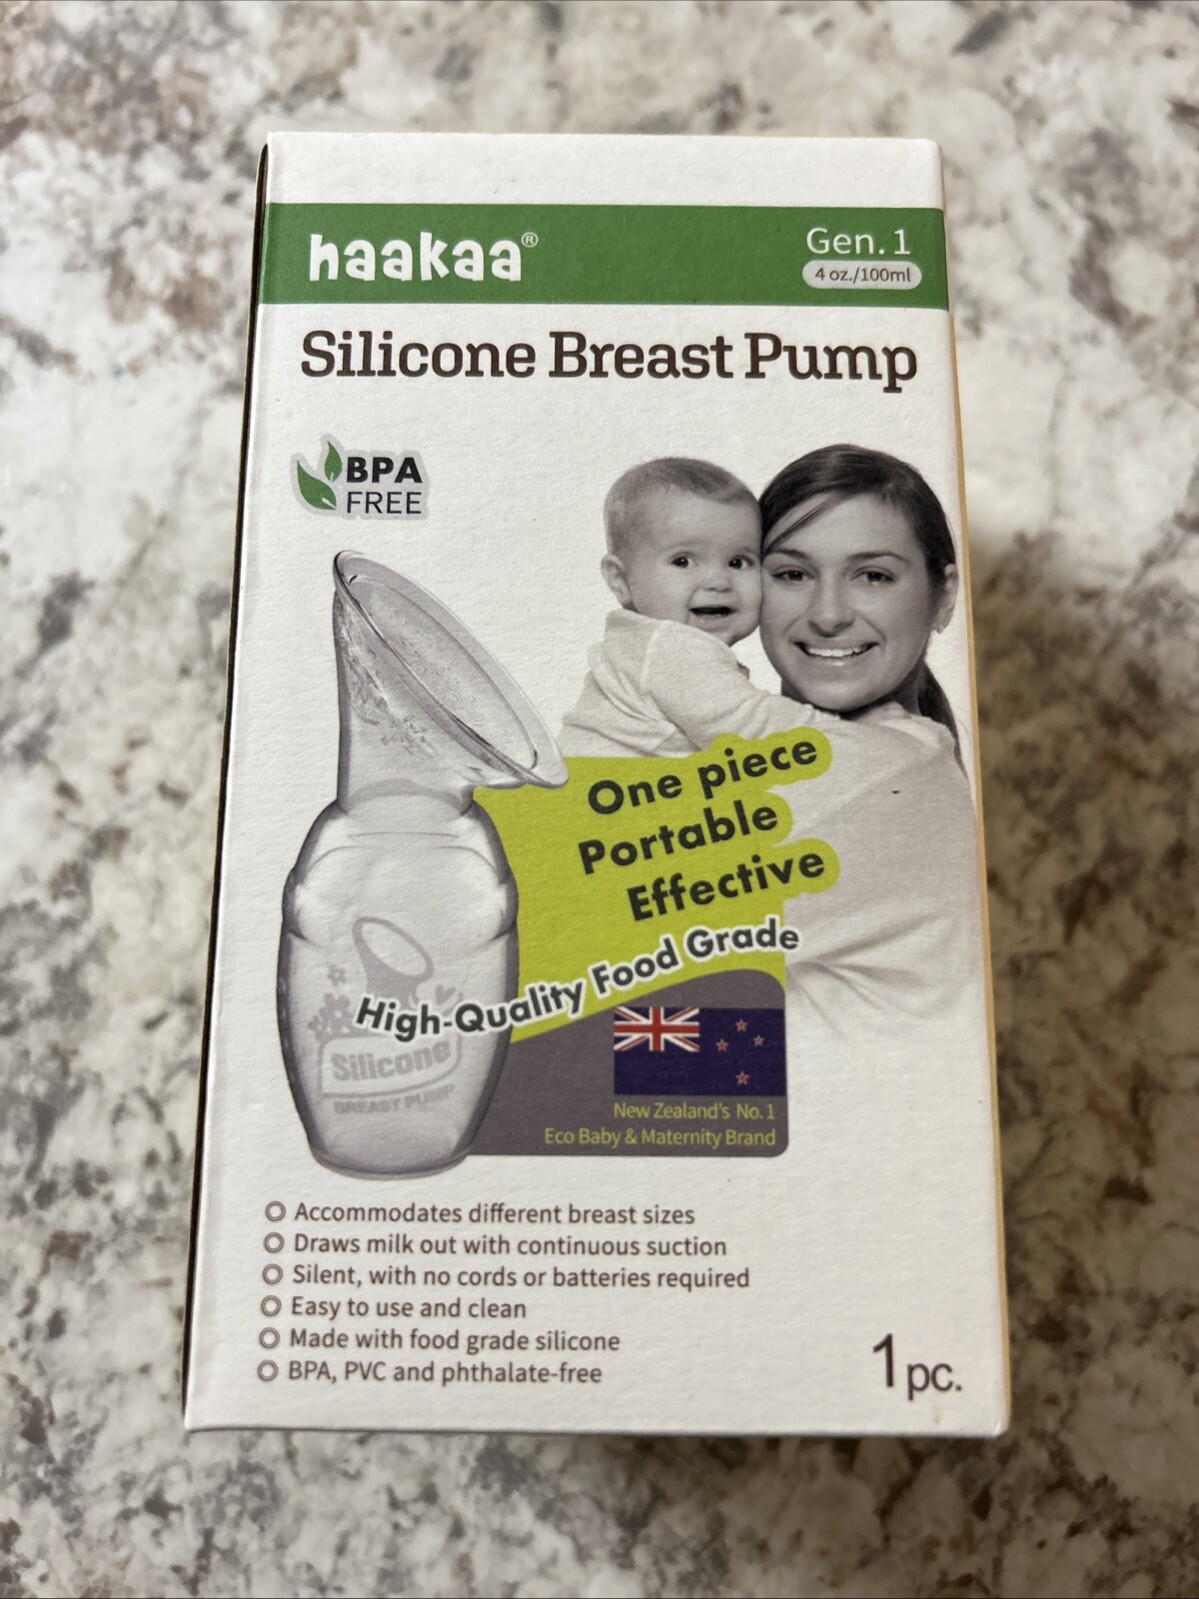 haakaa®
Gen. 1
4 oz./100ml
Silicone Breast Pump
BPA
FREE
One piece
Portable
Effective
High-Quality Food Grade
Silicone
BREAST PUMP
New Zealand's No. 1
Eco Baby & Maternity Brand
Accommodates different breast sizes
Draws milk out with continuous suction
Silent, with no cords or batteries required
Easy to use and clean
Made with food grade silicone
BPA, PVC and phthalate-free
1 pc.